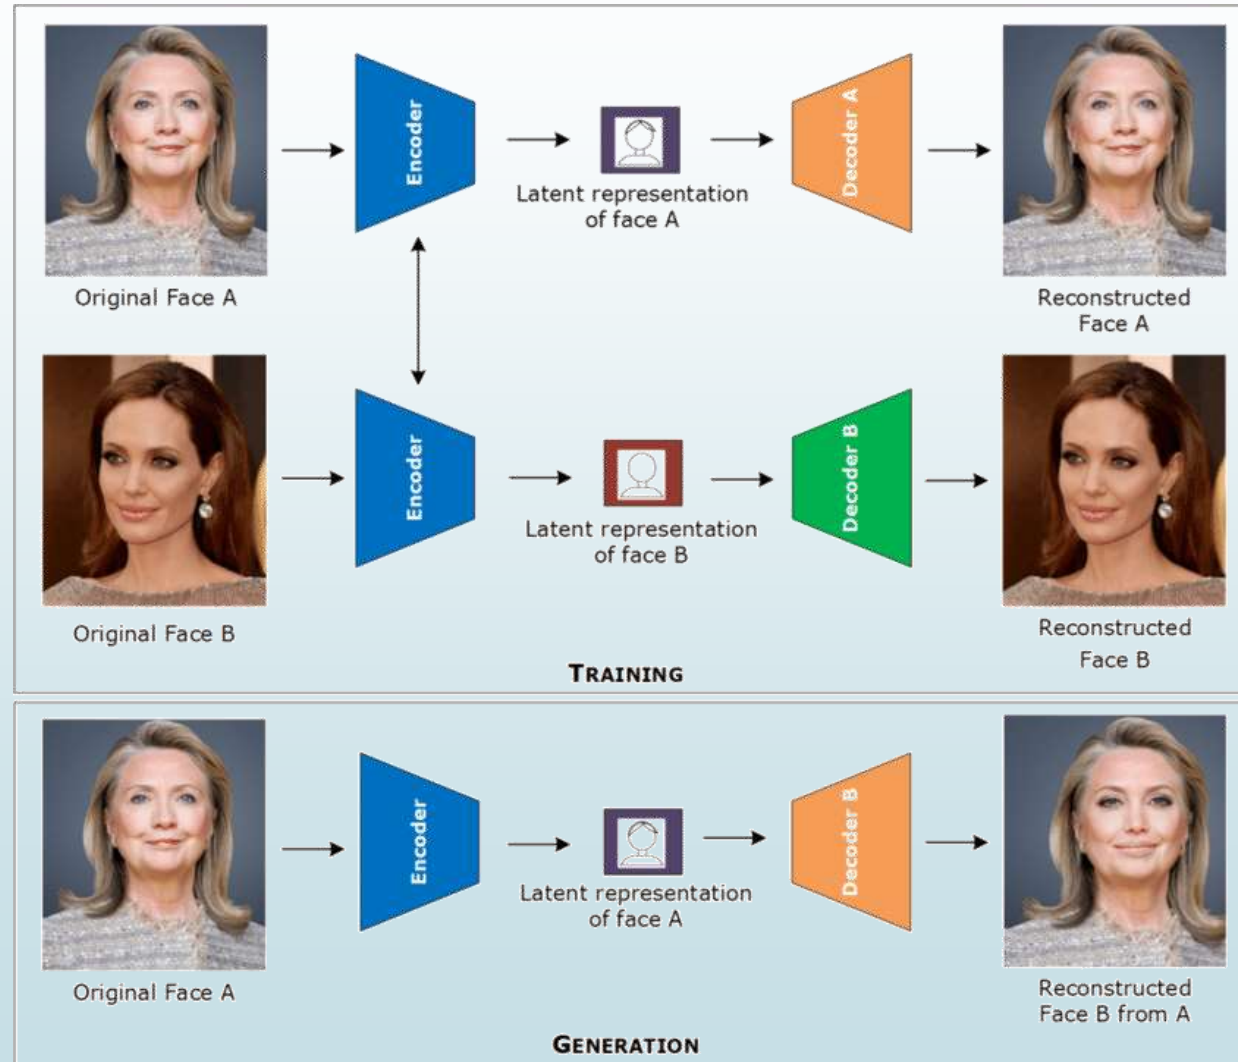 Encoder
Decoder A
Latent representation
of face A
Original Face A
Reconstructed
Face A
Encoder
Decoder B
Latent representation
of face B
Original Face B
Reconstructed
Face B
TRAINING
Encoder
Decoder B
Latent representation
of face A
Original Face A
Reconstructed
Face B from A
GENERATION